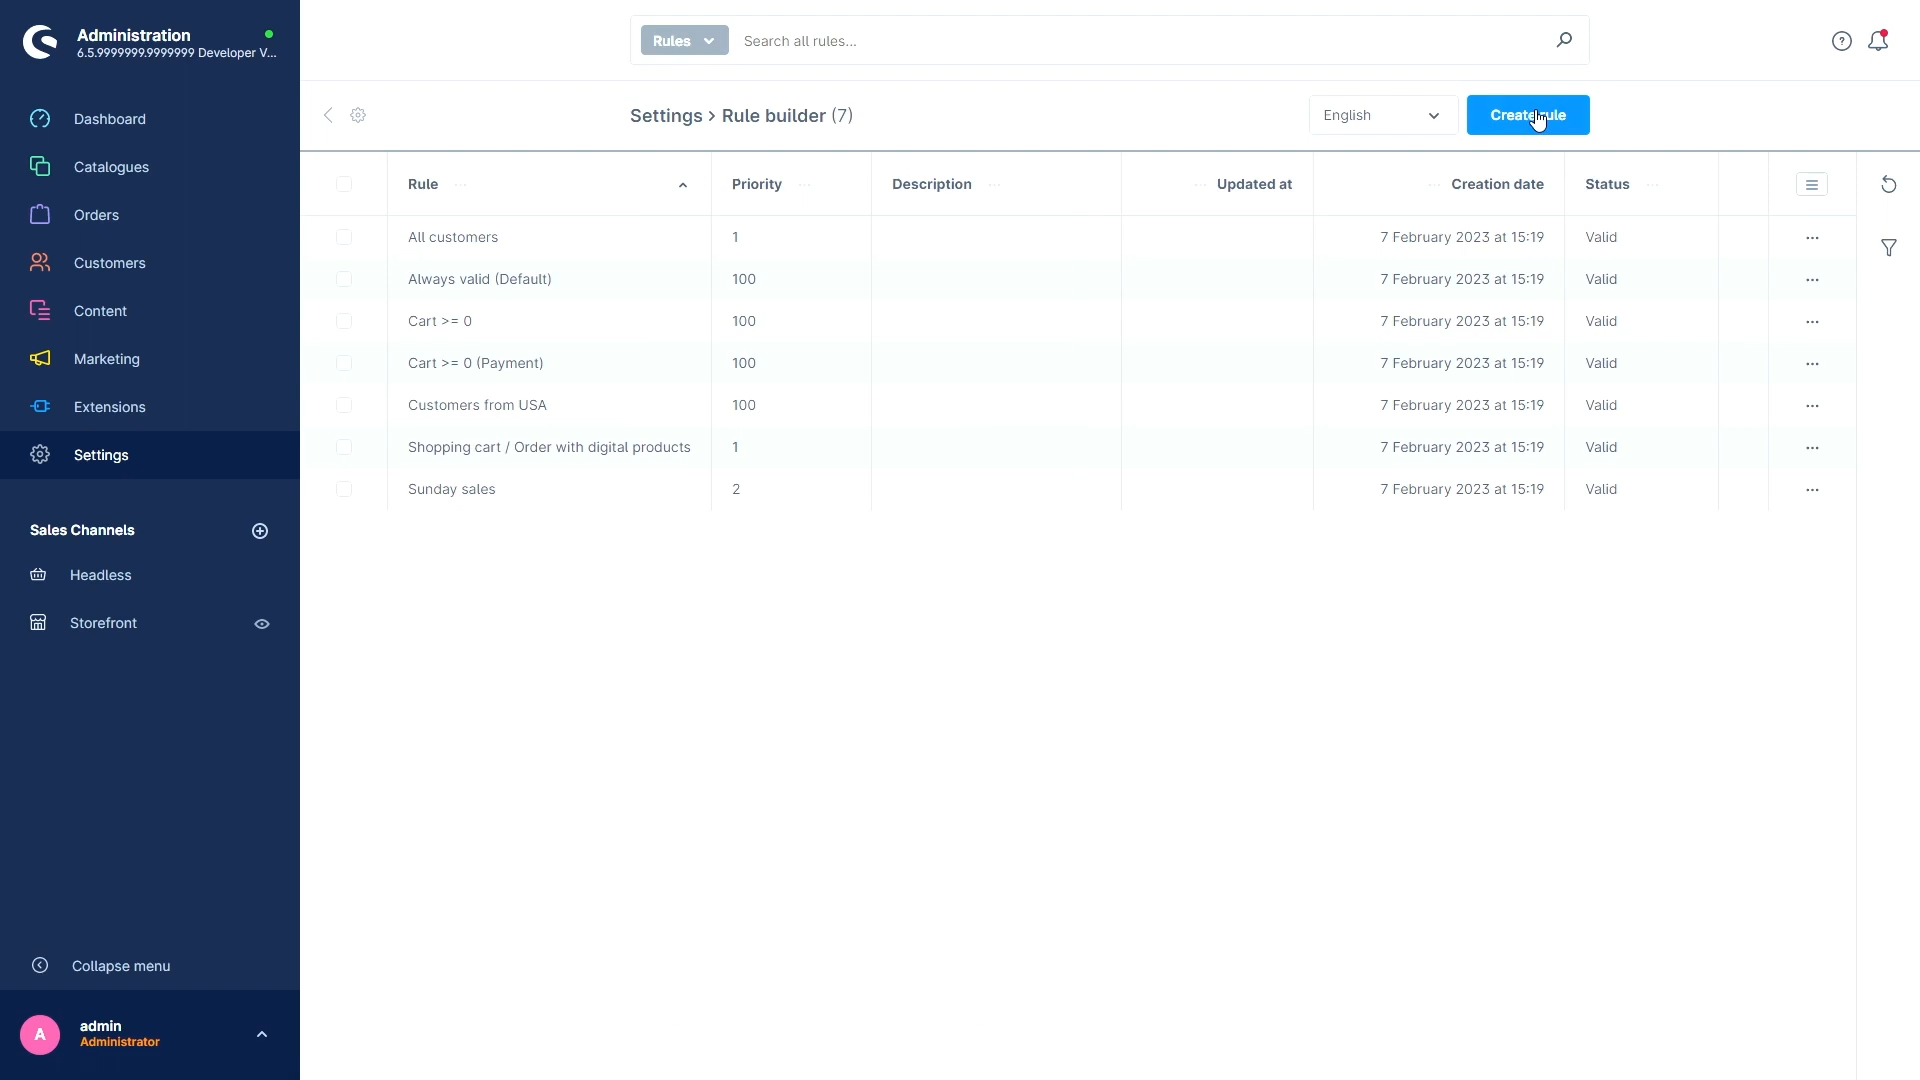 Administration
6.5.9999999.9999999 Developer V...
Rules
Search all rules...
Dashboard
Catalogues
Orders
Customers
Content
Marketing
Extensions
Settings
Sales Channels
Headless
Storefront
Collapse menu
A
admin
Administrator
Settings > Rule builder (7)
English
Create rule
Rule Priority Description Updated at Creation date Status
All customers 1 7 February 2023 at 15:19 Valid
Always valid (Default) 100 7 February 2023 at 15:19 Valid
Cart >= 0 100 7 February 2023 at 15:19 Valid
Cart >= 0 (Payment) 100 7 February 2023 at 15:19 Valid
Customers from USA 100 7 February 2023 at 15:19 Valid
Shopping cart / Order with digital products 1 7 February 2023 at 15:19 Valid
Sunday sales 2 7 February 2023 at 15:19 Valid